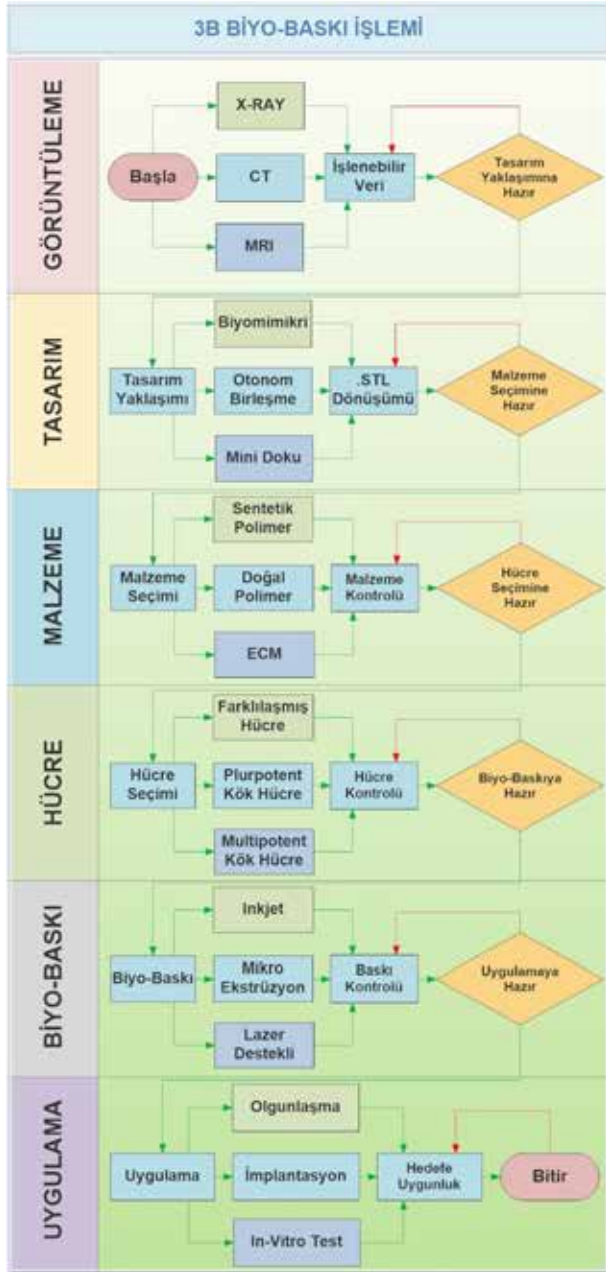 3B BİYO-BASKI İŞLEMİ
GÖRÜNTÜLEME
X-RAY
Başla
CT
MRI
İşlenebilir
Veri
Tasarım
Yaklaşımına
Hazır
TASARIM
Biyomimikri
Tasarım
Yaklaşımı
Otonom
Birleşme
Mini Doku
.STL
Dönüşümü
Malzeme
Seçimine
Hazır
MALZEME
Sentetik
Polimer
Malzeme
Seçimi
Doğal
Polimer
ECM
Malzeme
Kontrolü
Hücre
Seçimine
Hazır
HÜCRE
Farklılaşmış
Hücre
Hücre
Seçimi
Plurpotent
Kök Hücre
Multipotent
Kök Hücre
Hücre
Kontrolü
Biyo-Baskıya
Hazır
BİYO-BASKI
Inkjet
Biyo-Baskı
Mikro
Ekstrüzyon
Lazer
Destekli
Baskı
Kontrolü
Uygulamaya
Hazır
UYGULAMA
Olgunlaşma
Uygulama
İmplantasyon
In-Vitro Test
Hedefe
Uygunluk
Bitir